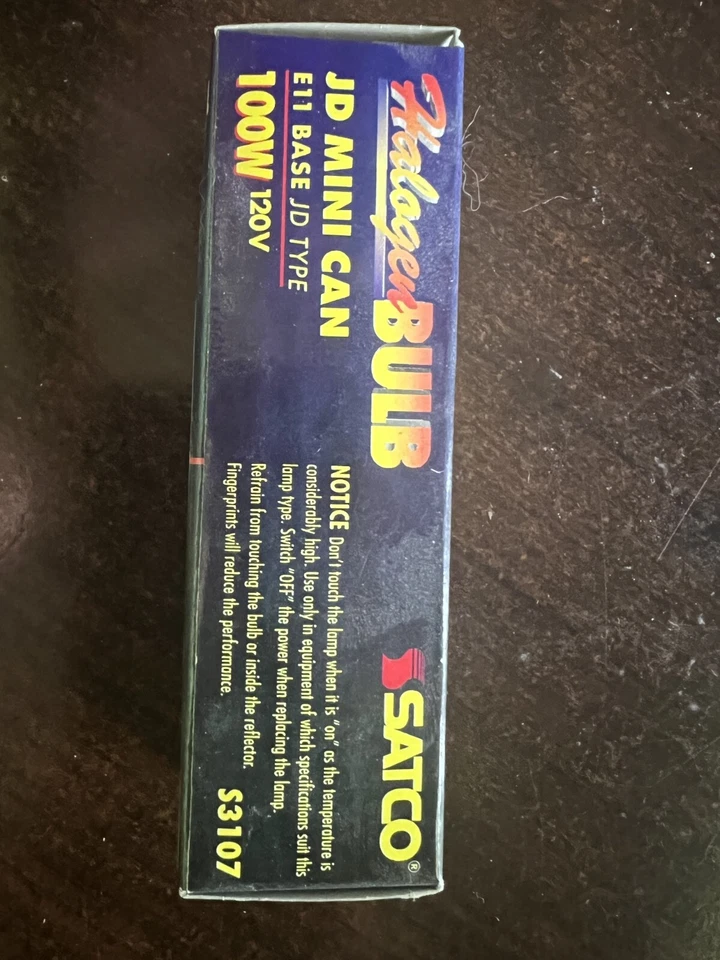 Halogen BULB
JD MINI CAN
E11 BASE JD TYPE
100W 120V
SATCO®
NOTICE Don't touch the lamp when it is "on" as the temperature is
considerably high. Use only in equipment of which specifications suit this
lamp type. Switch "OFF" the power when replacing the lamp.
Refrain from touching the bulb or inside the reflector.
Fingerprints will reduce the performance.
S3107